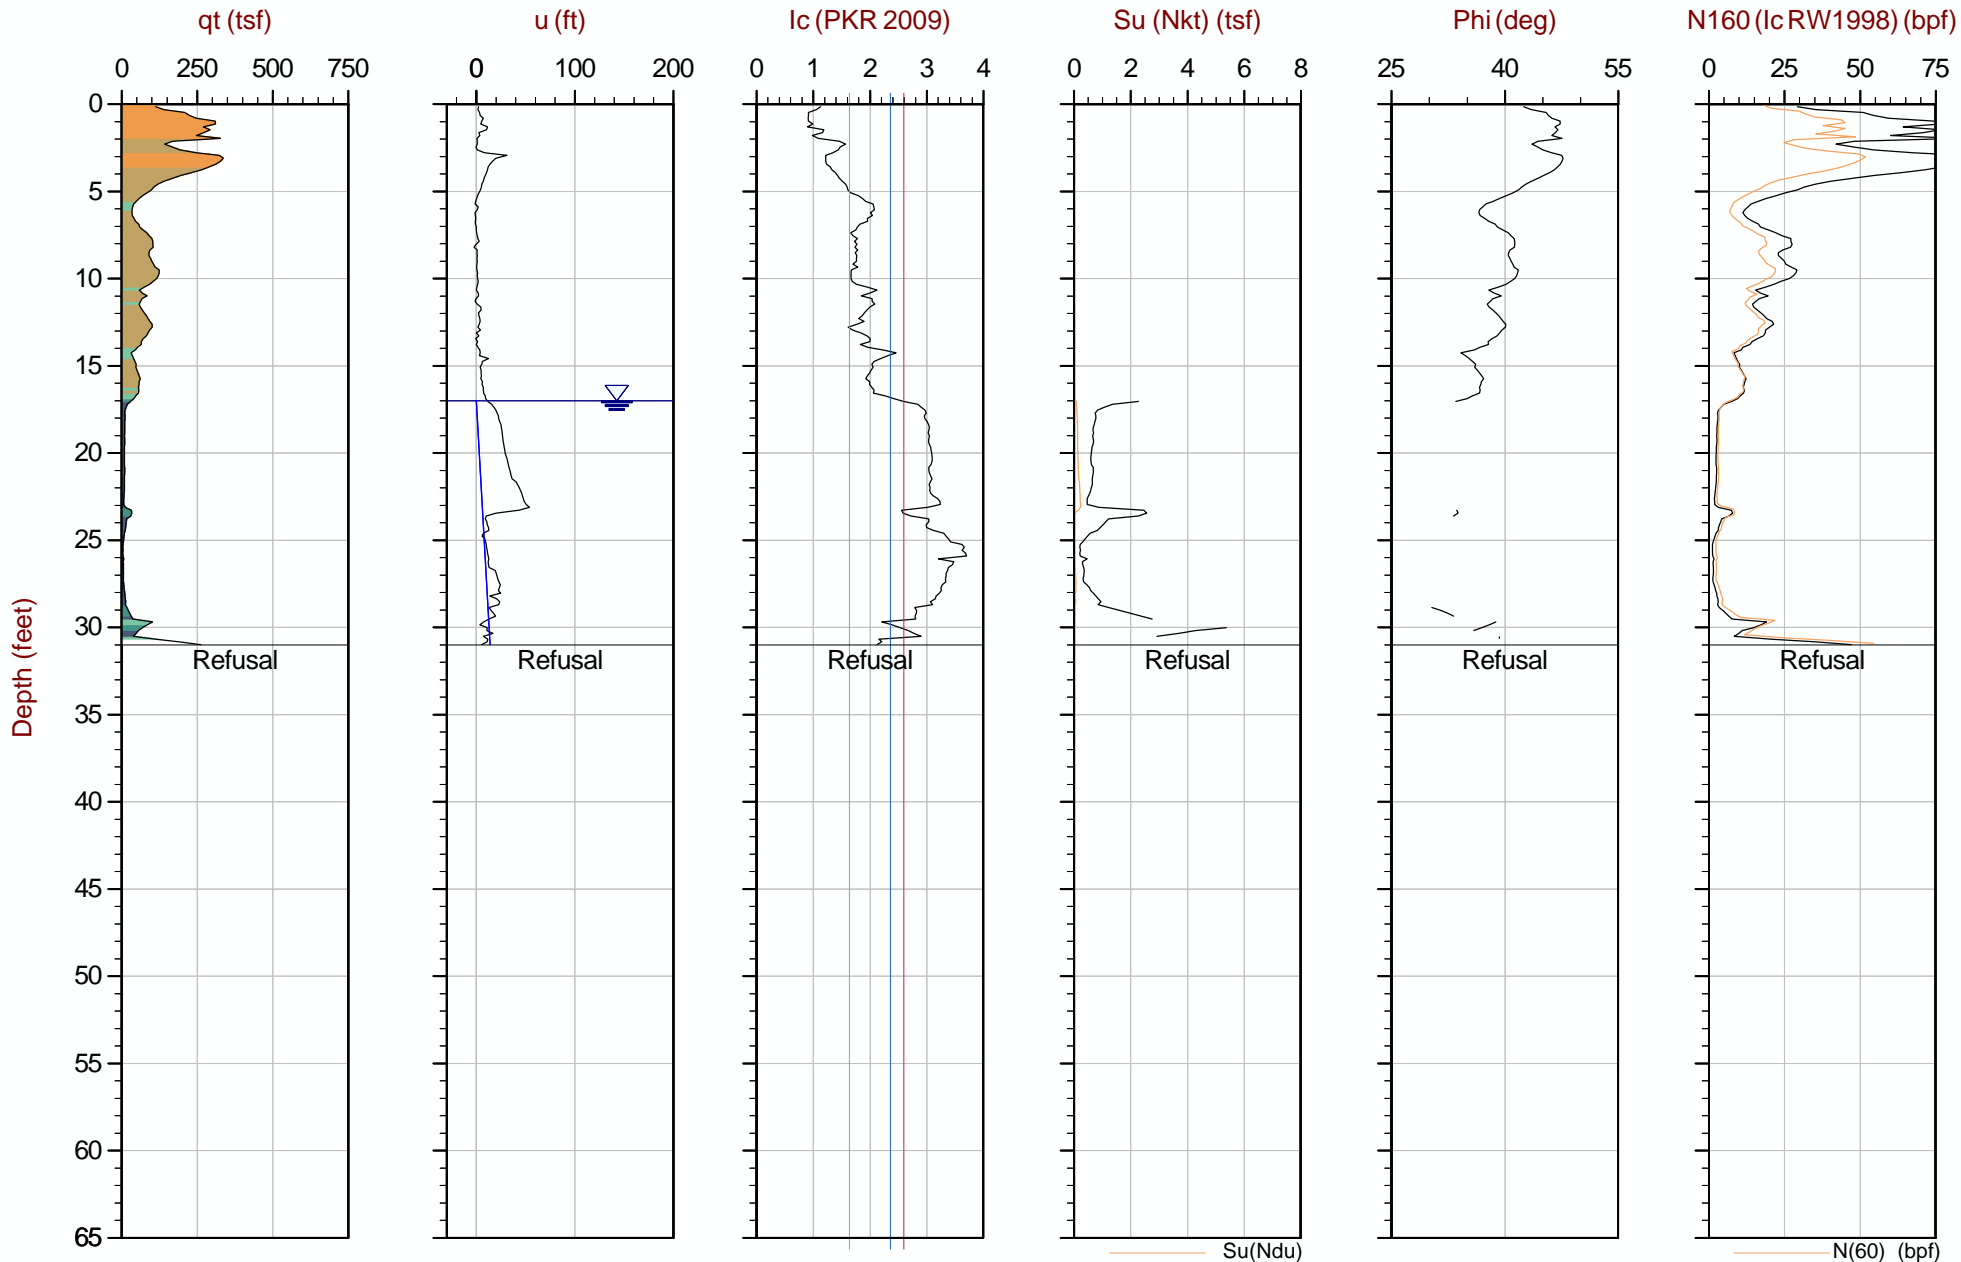 qt (tsf) u (ft) Ic (PKR 2009) Su (Nkt) (tsf) Phi (deg) N160 (Ic RW1998) (bpf)
0 250 500 750 0 100 200 0 1 2 3 4 0 2 4 6 8 25 40 55 0 25 50 75
0
5
10
15
20
25
30
Refusal Refusal Refusal Refusal Refusal Refusal
Depth (feet)
35
40
45
50
55
60
65
Su(Ndu) N(60) (bpf)